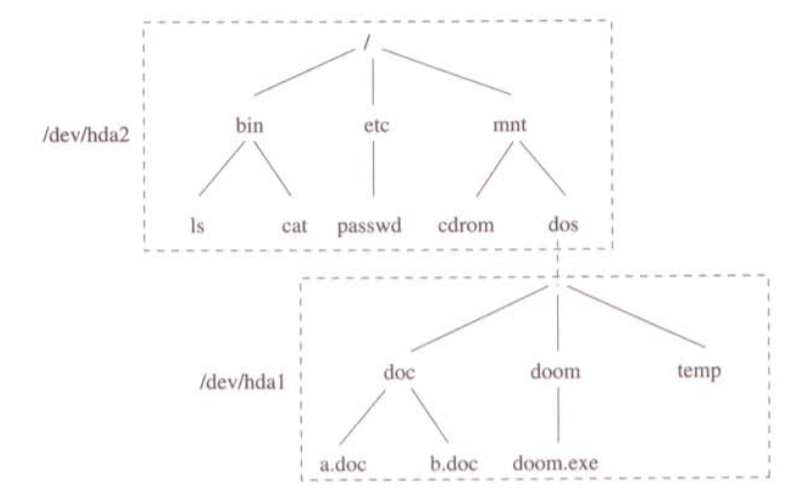 /
/dev/hda2
bin etc mnt
ls cat passwd cdrom dos
.
/dev/hda1
doc doom temp
a.doc b.doc doom.exe